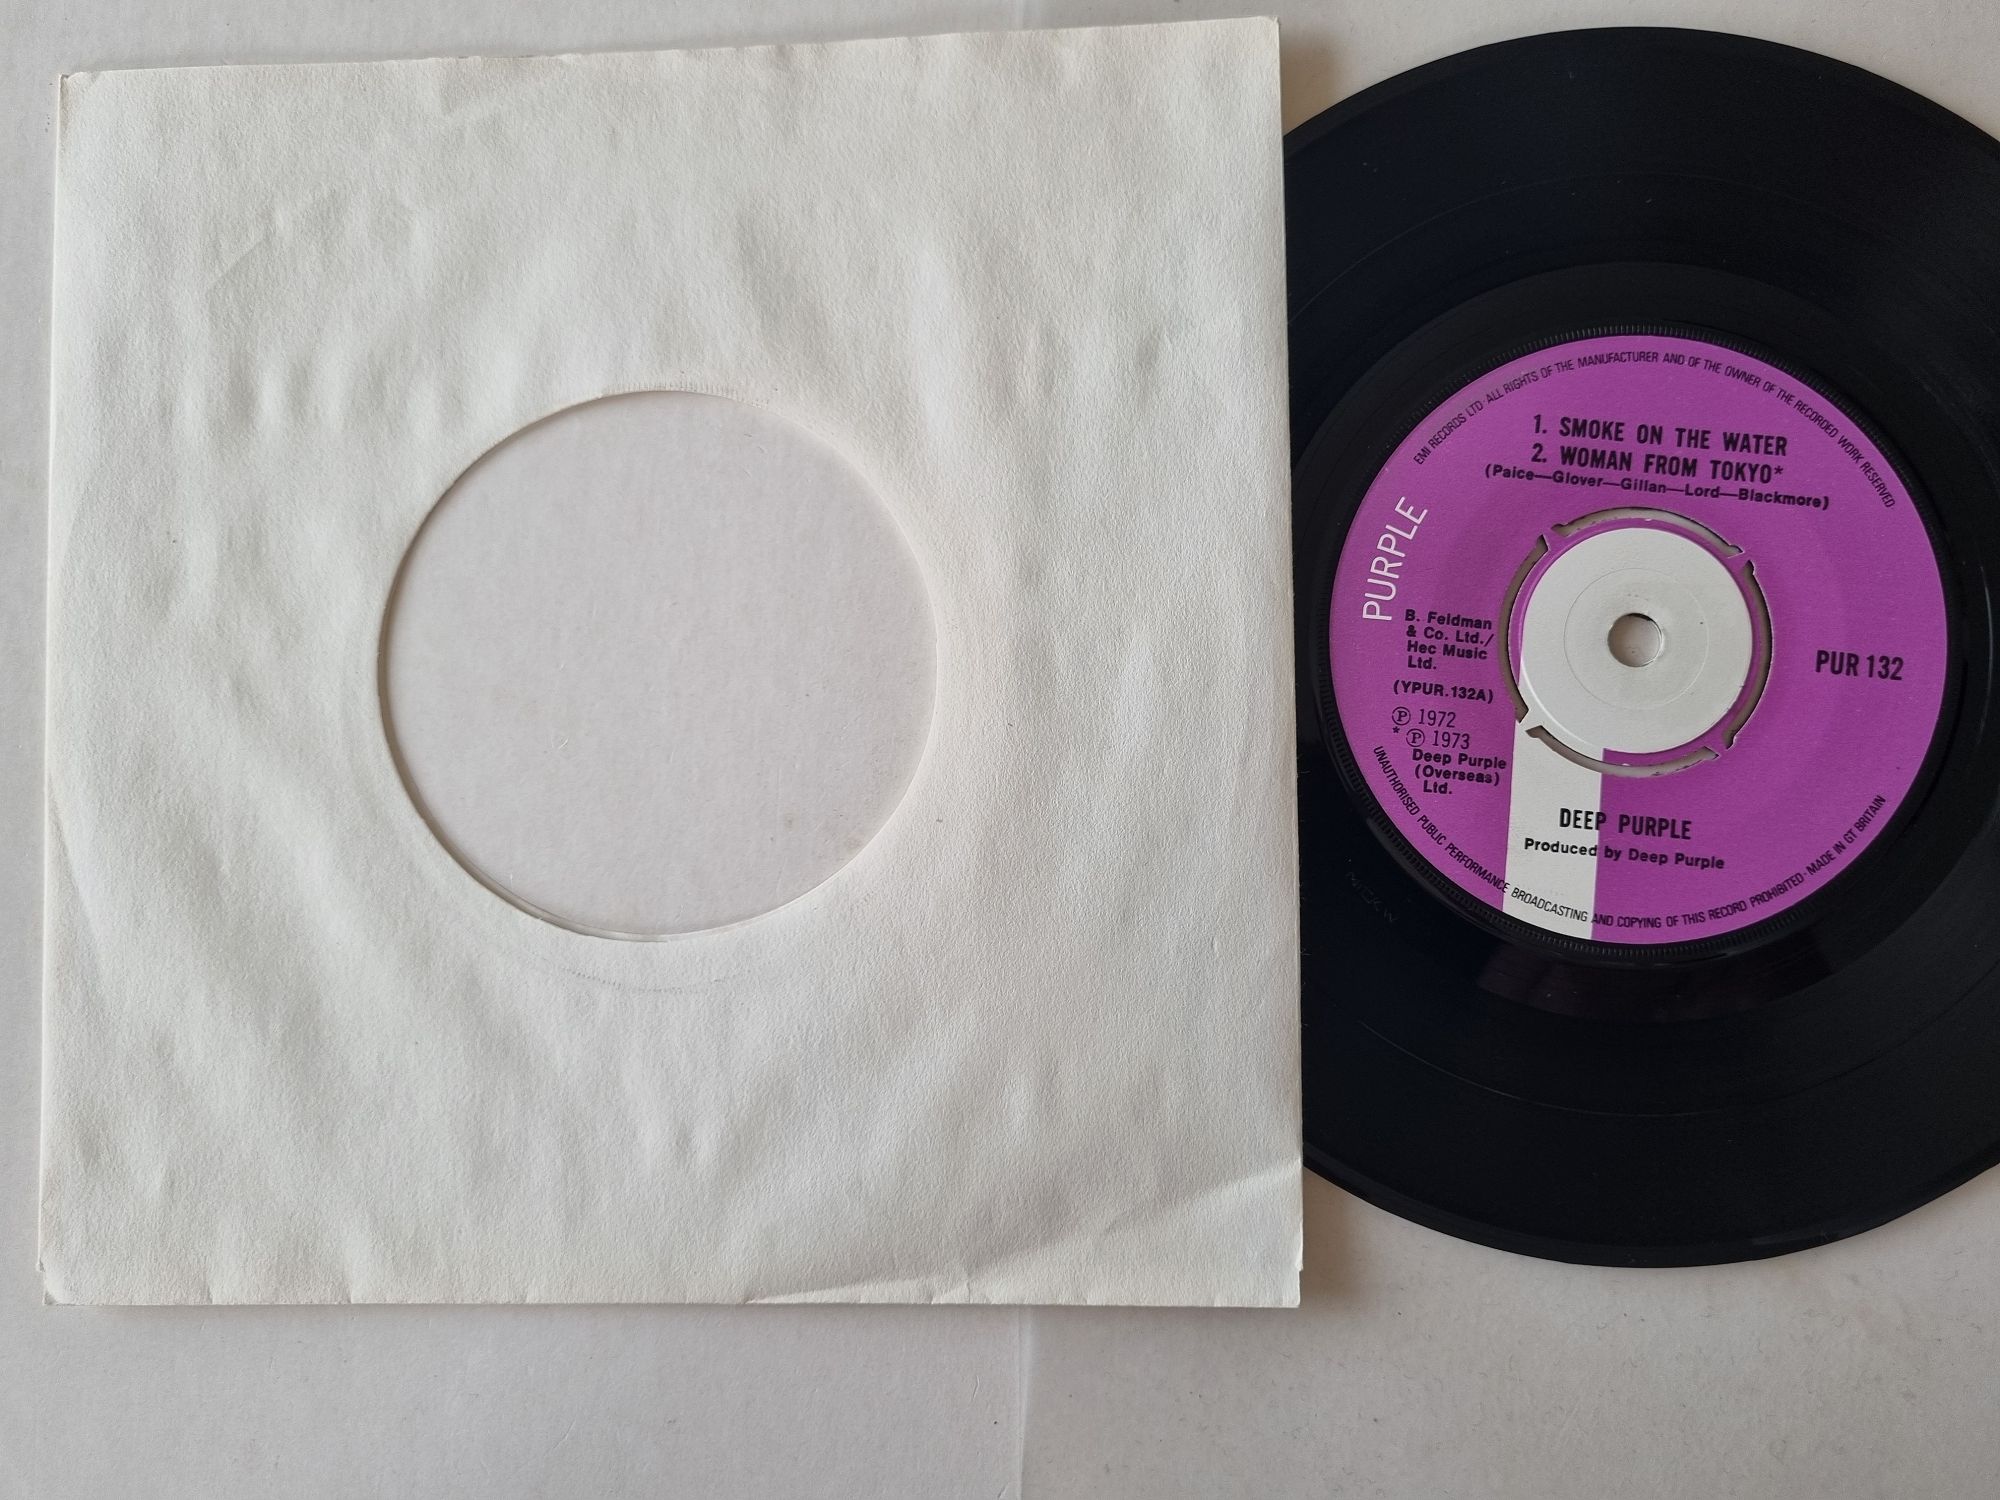 EMI RECORDS LTD·ALL RIGHTS OF THE MANUFACTURER AND OF THE OWNER OF THE RECORDED WORK RESERVED·
1. SMOKE ON THE WATER
2. WOMAN FROM TOKYO*
(Paice—Glover—Gillan—Lord—Blackmore)
PURPLE
B. Feldman
& Co. Ltd./
Hec Music
Ltd.
(YPUR.132A)
Ⓟ 1972
* Ⓟ 1973
Deep Purple
(Overseas)
Ltd.
PUR 132
DEEP PURPLE
Produced by Deep Purple
UNAUTHORISED PUBLIC PERFORMANCE BROADCASTING AND COPYING OF THIS RECORD PROHIBITED·MADE IN GT BRITAIN